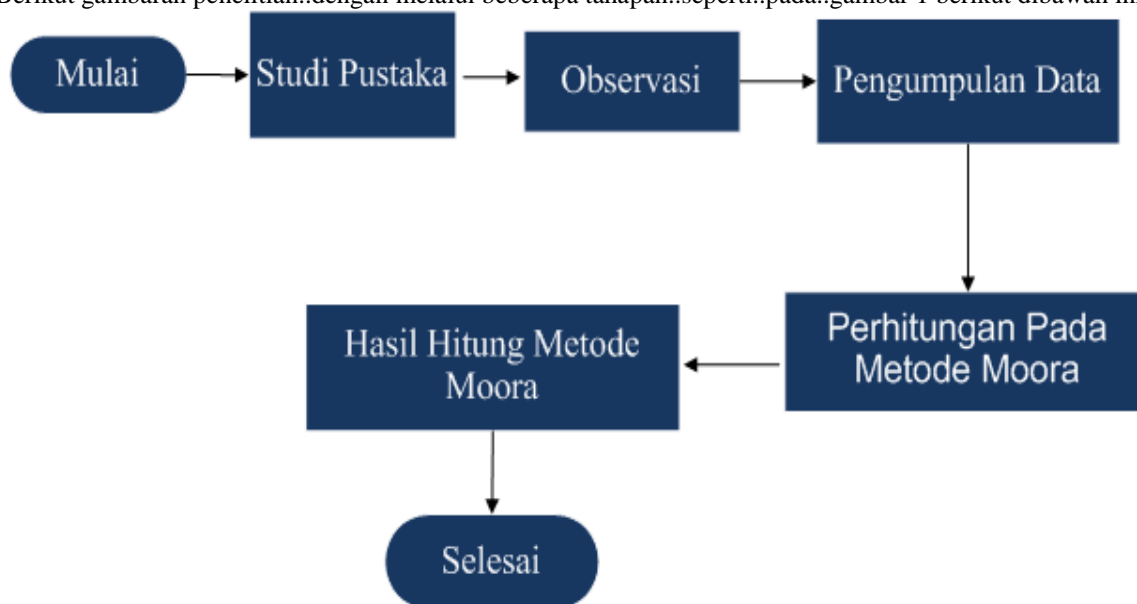 Berikut gambaran penelitian..dengan melalui beberapa tahapan..seperti..pada..gambar 1 berikut dibawah
Mulai
Studi Pustaka
Observasi
Pengumpulan Data
Perhitungan Pada
Metode Moora
Hasil Hitung Metode
Moora
Selesai